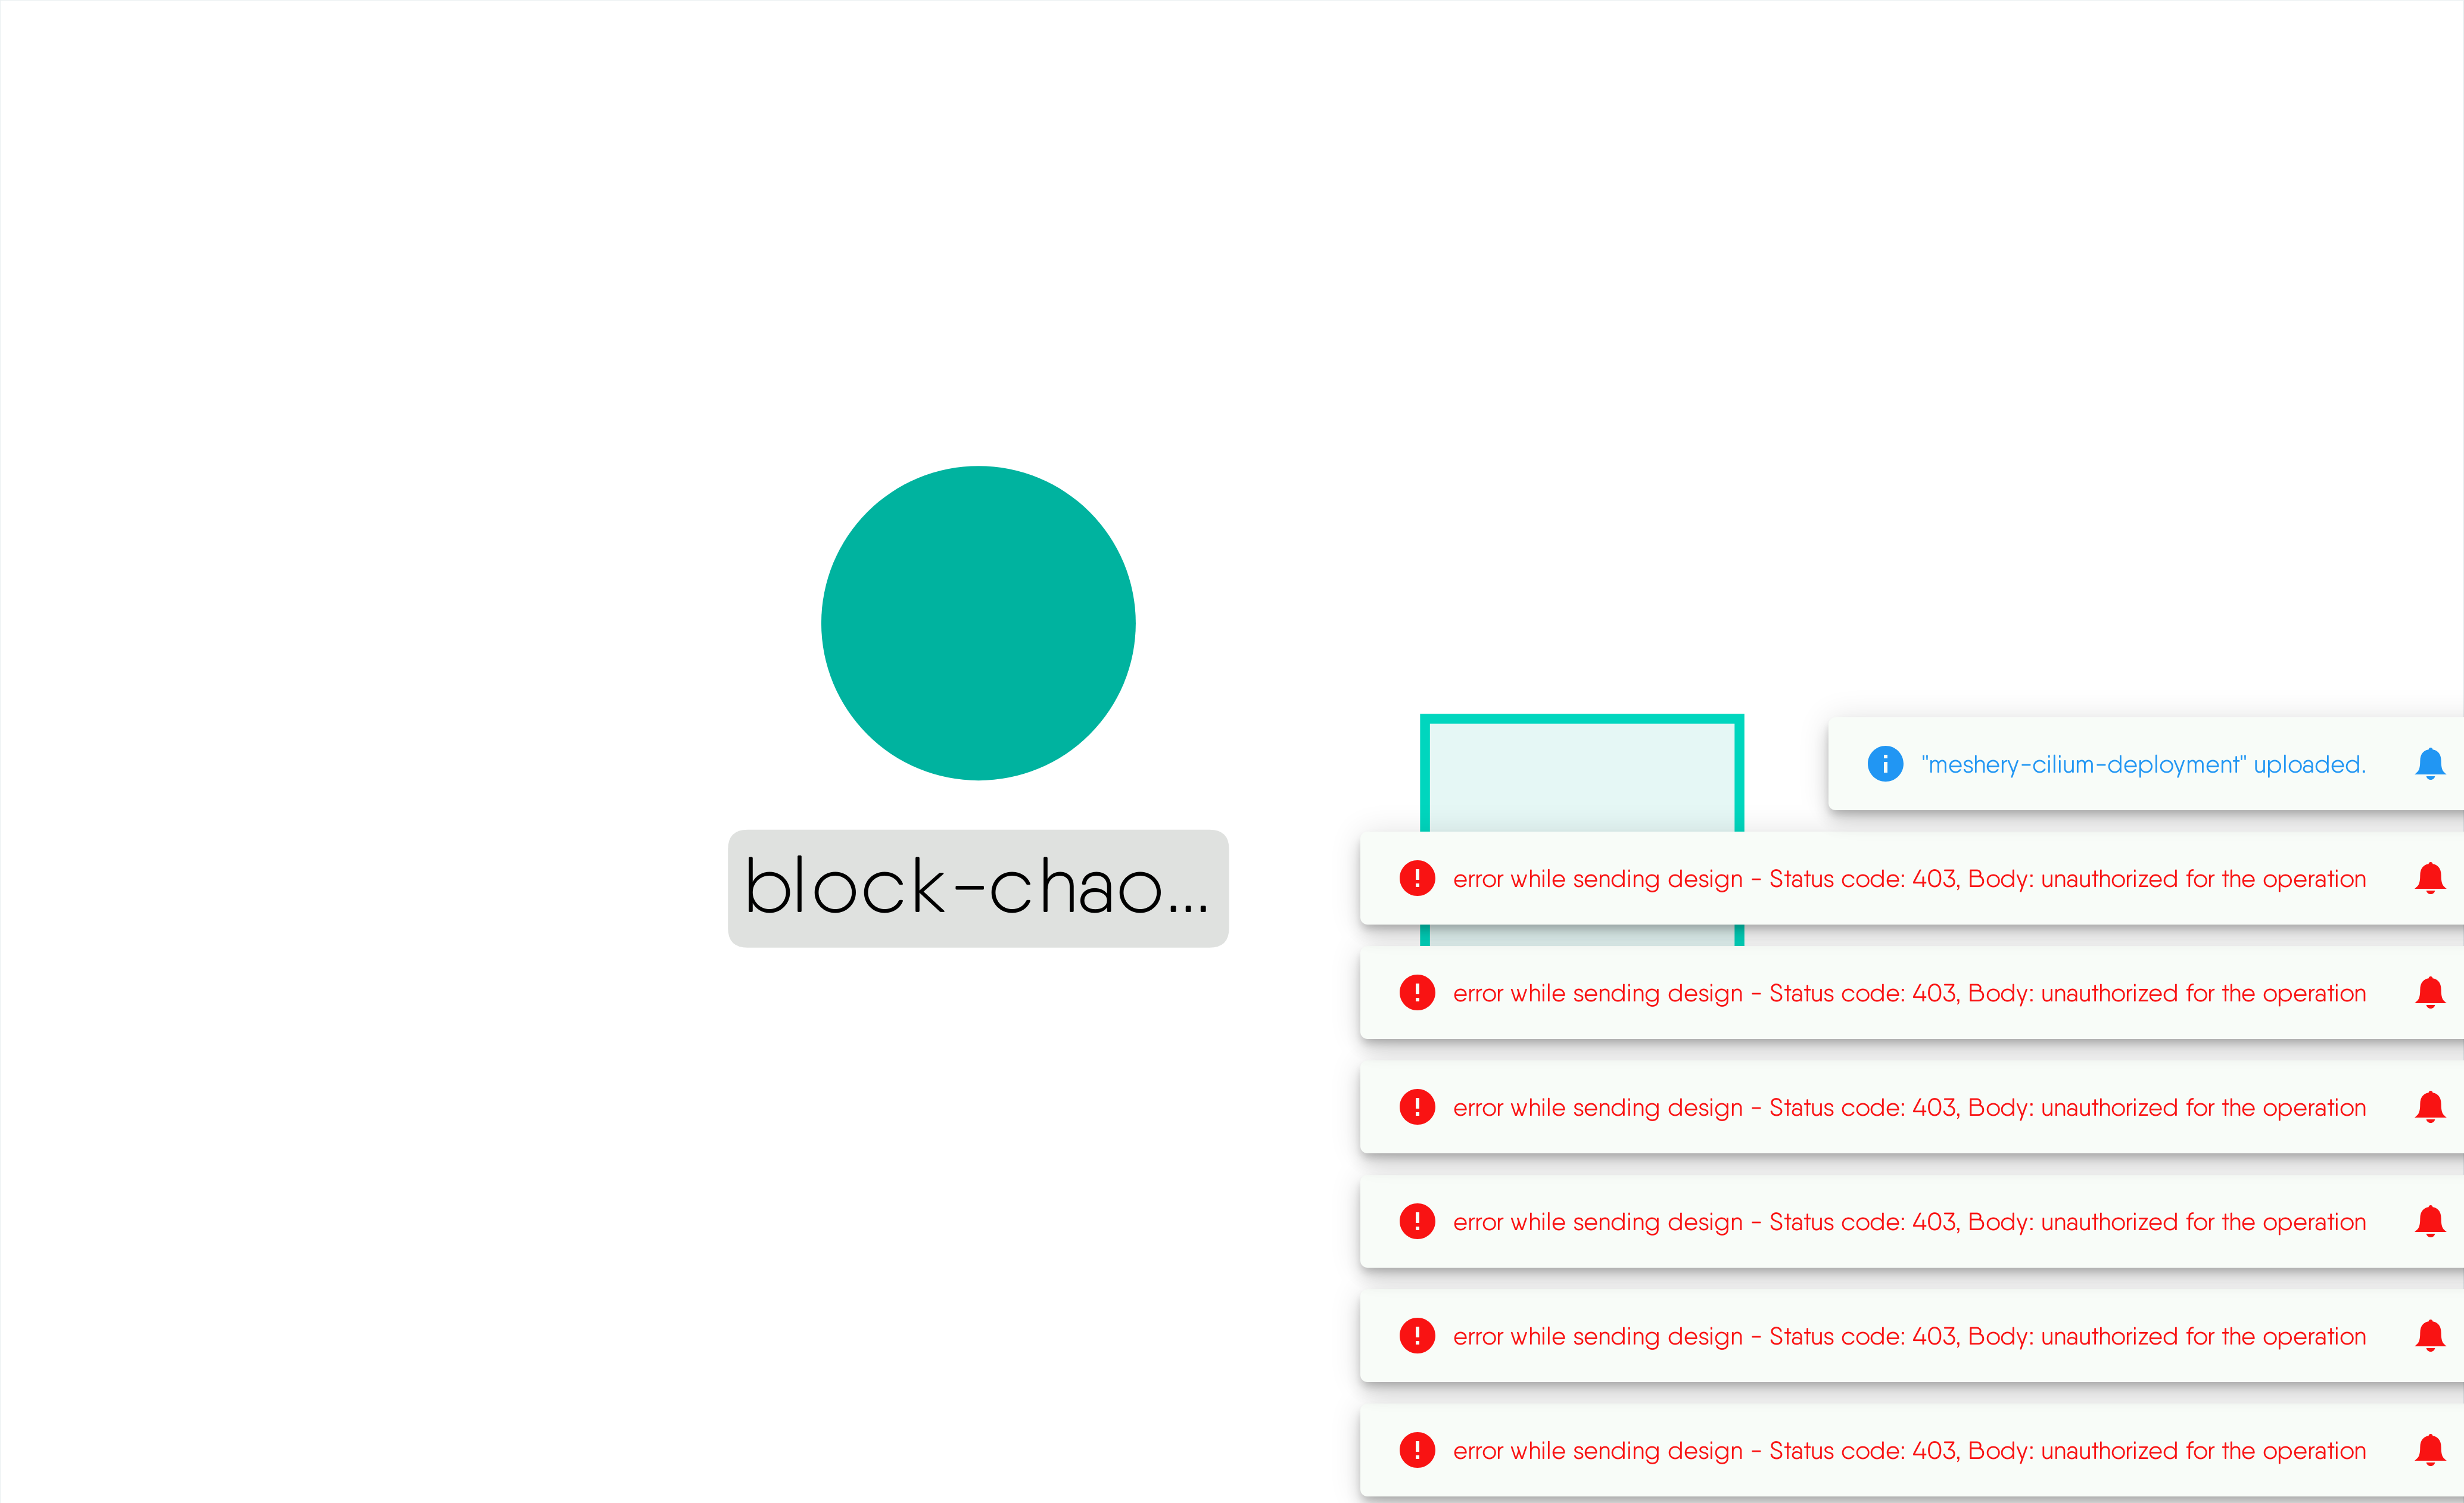 block-chao...
"meshery-cilium-deployment" uploaded.
error while sending design - Status code: 403, Body: unauthorized for the operation
error while sending design - Status code: 403, Body: unauthorized for the operation
error while sending design - Status code: 403, Body: unauthorized for the operation
error while sending design - Status code: 403, Body: unauthorized for the operation
error while sending design - Status code: 403, Body: unauthorized for the operation
error while sending design - Status code: 403, Body: unauthorized for the operation